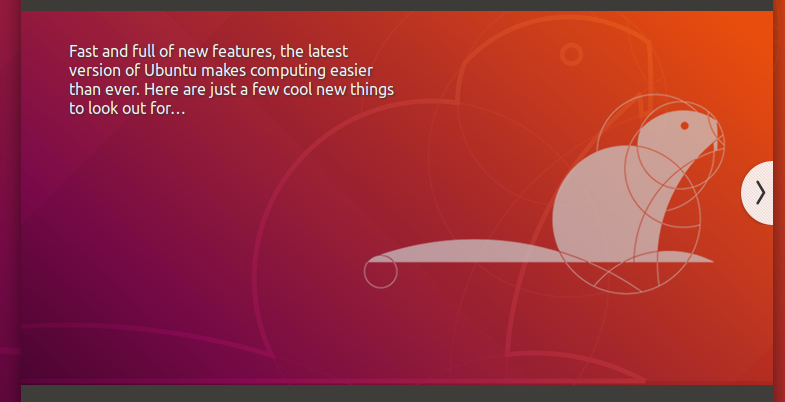 Fast and full of new features, the latest
version of Ubuntu makes computing easier
than ever. Here are just a few cool new things
to look out for…